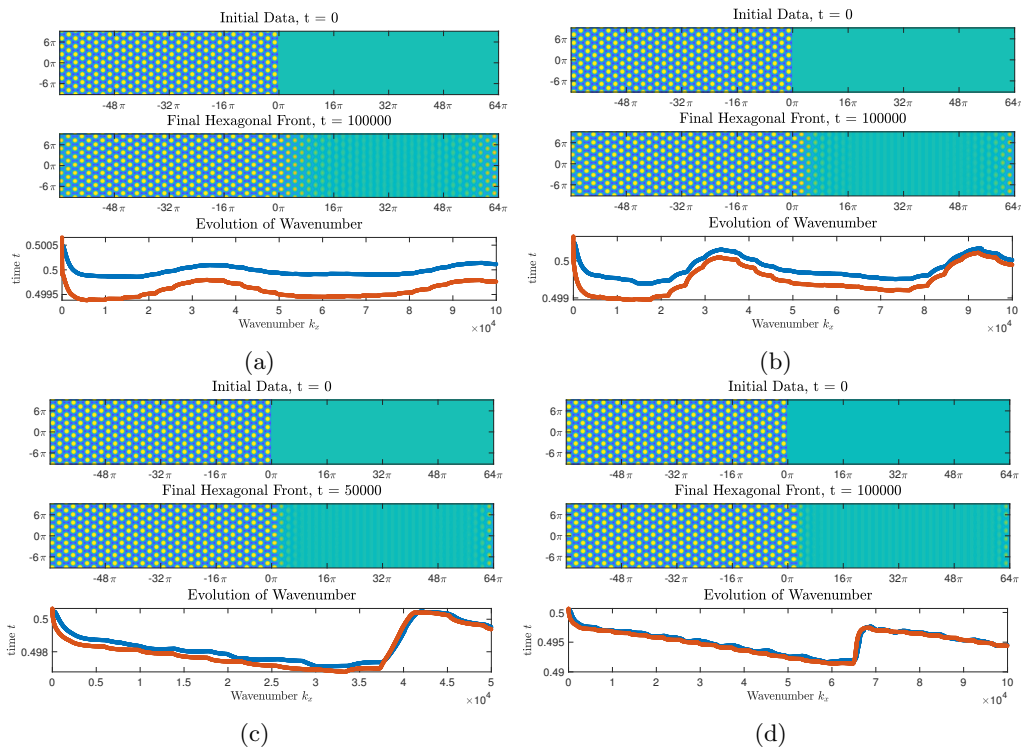 Initial Data, t = 0
6π
0π
-6π
-48π -32π -16π 0π 16π 32π 48π 64π
Final Hexagonal Front, t = 100000
6π
0π
-6π
-48π -32π -16π 0π 16π 32π 48π 64π
Evolution of Wavenumber
time t
0.5005
0.5
0.4995
0 1 2 3 4 5 6 7 8 9 10
Wavenumber kₓ
×10⁴
(a)
Initial Data, t = 0
6π
0π
-6π
-48π -32π -16π 0π 16π 32π 48π 64π
Final Hexagonal Front, t = 100000
6π
0π
-6π
-48π -32π -16π 0π 16π 32π 48π 64π
Evolution of Wavenumber
time t
0.5
0.499
0 1 2 3 4 5 6 7 8 9 10
Wavenumber kₓ
×10⁴
(b)
Initial Data, t = 0
6π
0π
-6π
-48π -32π -16π 0π 16π 32π 48π 64π
Final Hexagonal Front, t = 50000
6π
0π
-6π
-48π -32π -16π 0π 16π 32π 48π 64π
Evolution of Wavenumber
time t
0.5
0.498
0 0.5 1 1.5 2 2.5 3 3.5 4 4.5 5
Wavenumber kₓ
×10⁴
(c)
Initial Data, t = 0
6π
0π
-6π
-48π -32π -16π 0π 16π 32π 48π 64π
Final Hexagonal Front, t = 100000
6π
0π
-6π
-48π -32π -16π 0π 16π 32π 48π 64π
Evolution of Wavenumber
time t
0.5
0.495
0.49
0 1 2 3 4 5 6 7 8 9 10
Wavenumber kₓ
×10⁴
(d)